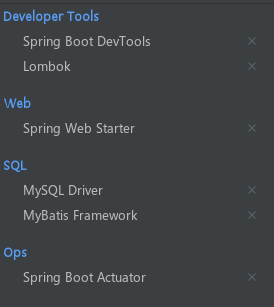 Developer Tools
Spring Boot DevTools
Lombok
Web
Spring Web Starter
SQL
MySQL Driver
MyBatis Framework
Ops
Spring Boot Actuator